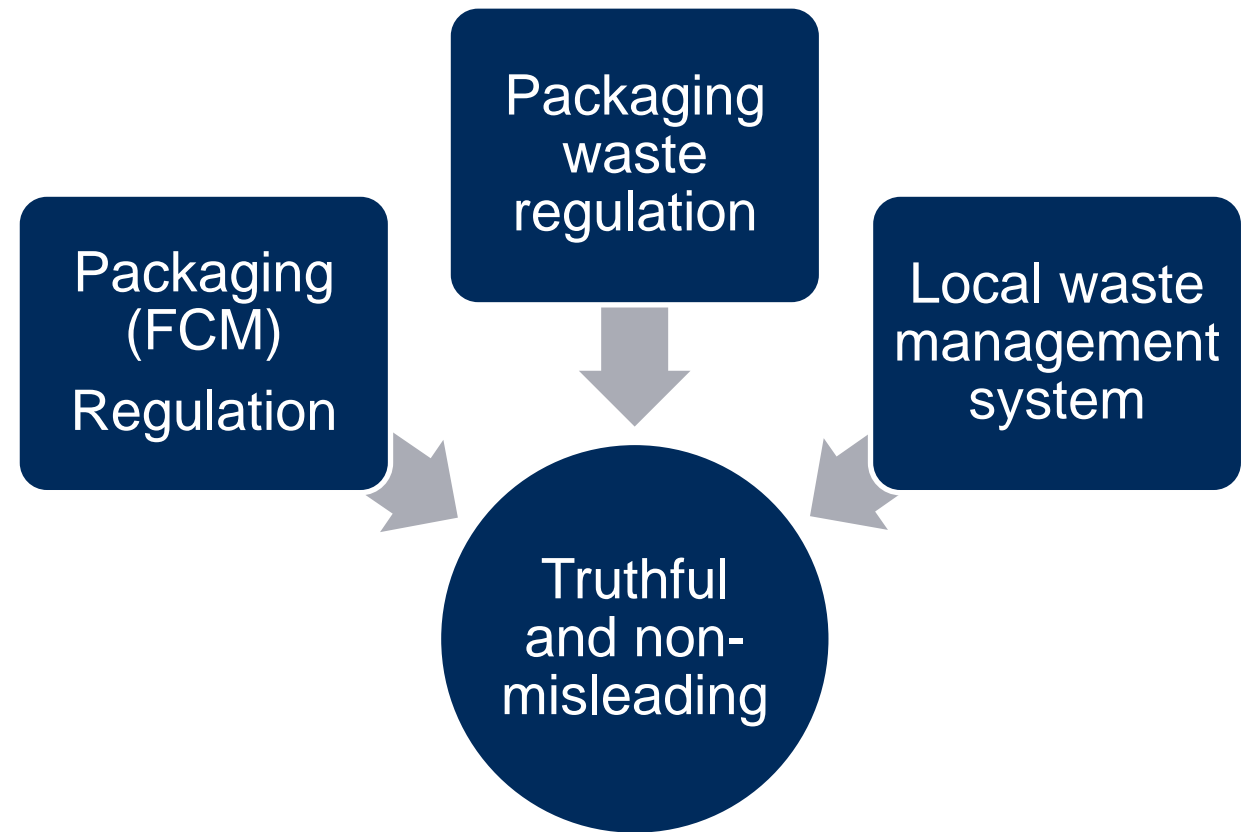 Packaging
(FCM)
Regulation
Packaging
waste
regulation
Local waste
management
system
Truthful
and non-
misleading